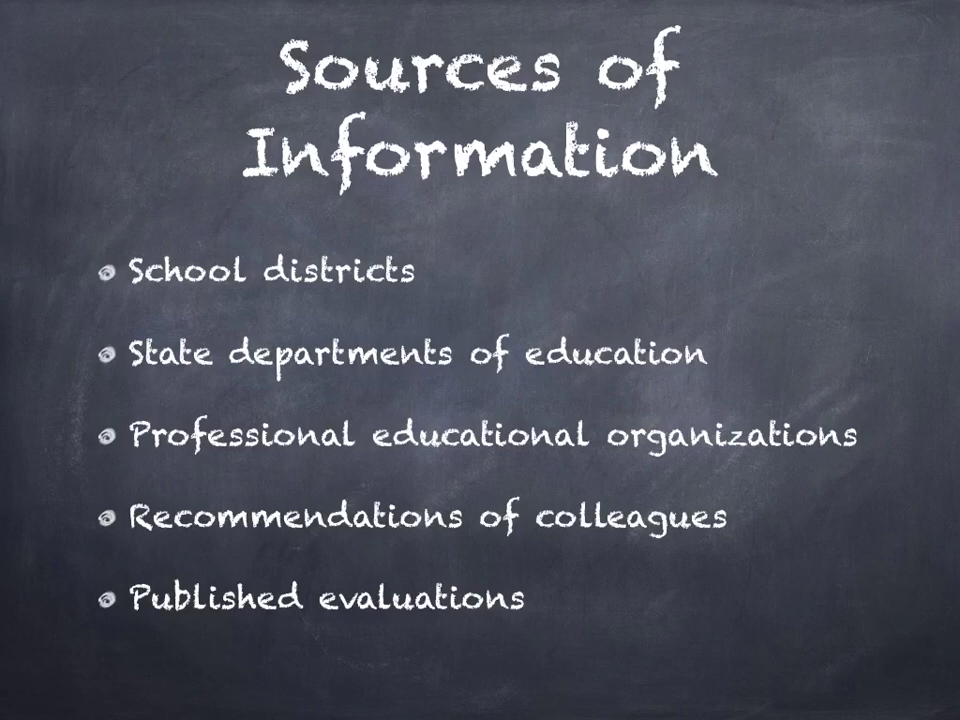 Sources of
Information
School districts
State departments of education
Professional educational organizations
Recommendations of colleagues
Published evaluations